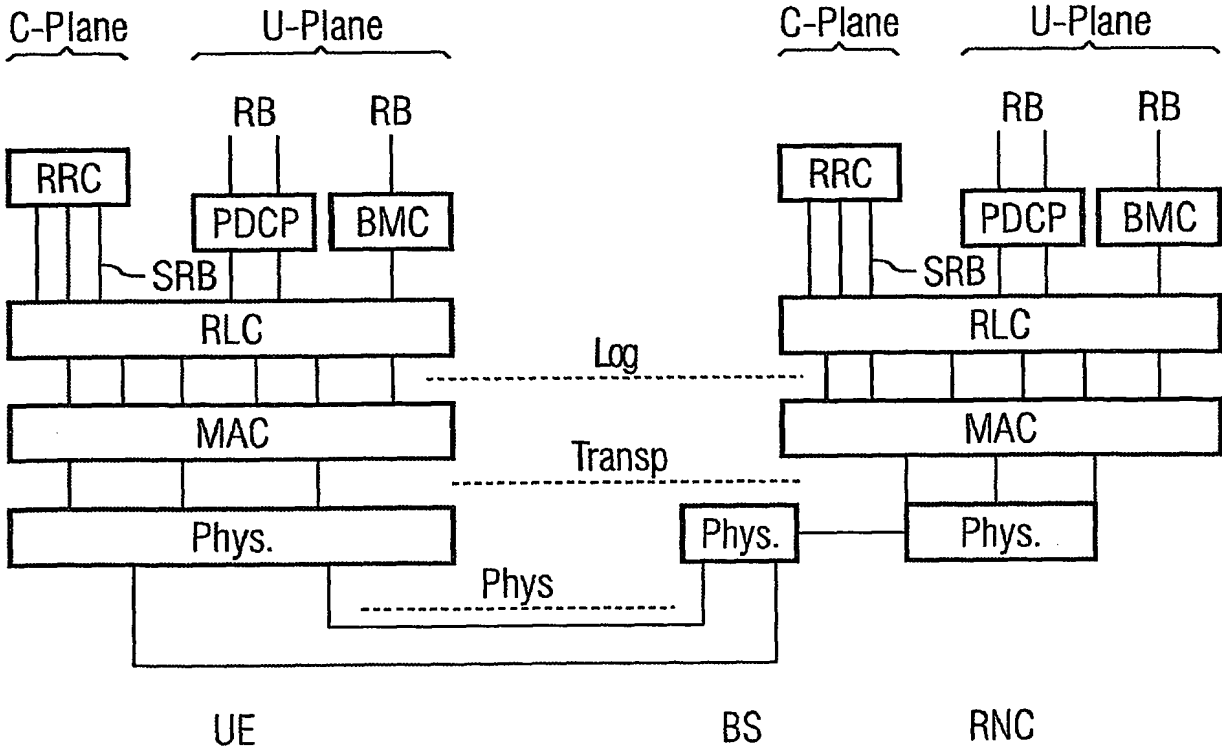 C-Plane U-Plane C-Plane U-Plane
RB RB RB RB
RRC RRC
PDCP BMC PDCP BMC
SRB SRB
RLC RLC
Log
MAC MAC
Transp
Phys. Phys. Phys.
Phys
UE BS RNC